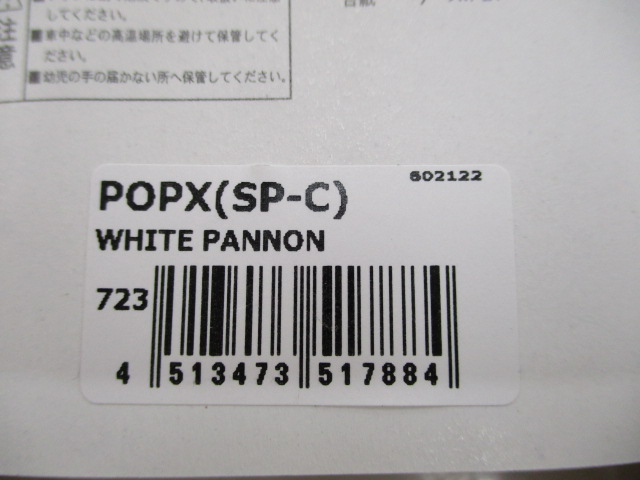 してください。
■車中などの高温場所を避けて保管してく
ださい。
■幼児の手の届かない所へ保管してください。
602122
POPX(SP-C)
WHITE PANNON
723
4 513473 517884